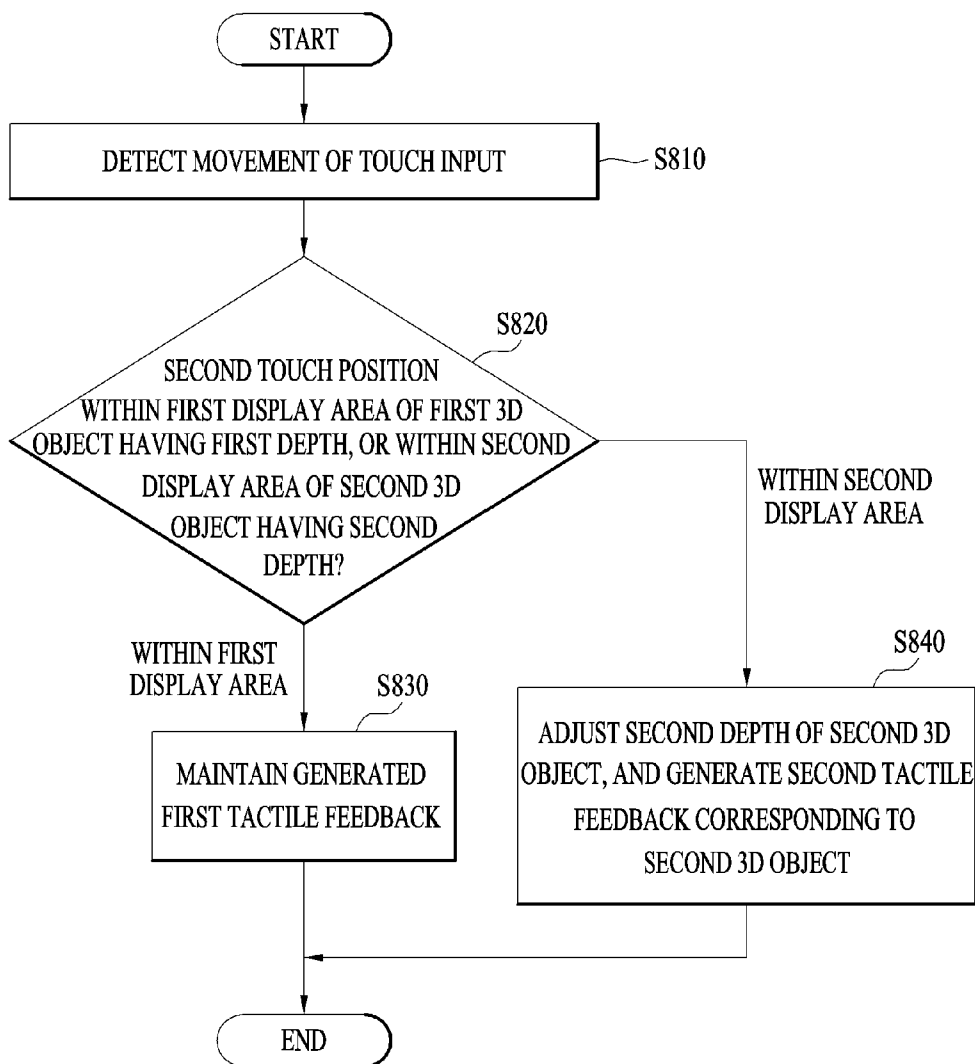 START
DETECT MOVEMENT OF TOUCH INPUT
S810
S820
SECOND TOUCH POSITION
WITHIN FIRST DISPLAY AREA OF FIRST 3D
OBJECT HAVING FIRST DEPTH, OR WITHIN SECOND
DISPLAY AREA OF SECOND 3D
OBJECT HAVING SECOND
DEPTH?
WITHIN SECOND
DISPLAY AREA
WITHIN FIRST
DISPLAY AREA
S830
MAINTAIN GENERATED
FIRST TACTILE FEEDBACK
S840
ADJUST SECOND DEPTH OF SECOND 3D
OBJECT, AND GENERATE SECOND TACTILE
FEEDBACK CORRESPONDING TO
SECOND 3D OBJECT
END